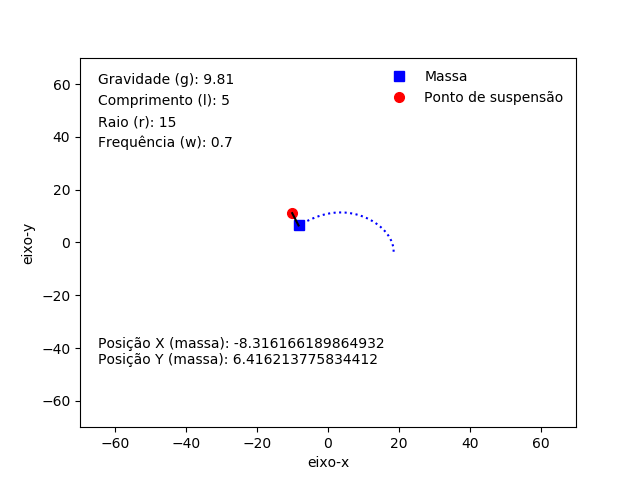 Gravidade (g): 9.81
Comprimento (l): 5
Raio (r): 15
Frequência (w): 0.7
Massa
Ponto de suspensão
60
40
20
0
−20
−40
−60
eixo-y
Posição X (massa): -8.316166189864932
Posição Y (massa): 6.416213775834412
−60 −40 −20 0 20 40 60
eixo-x